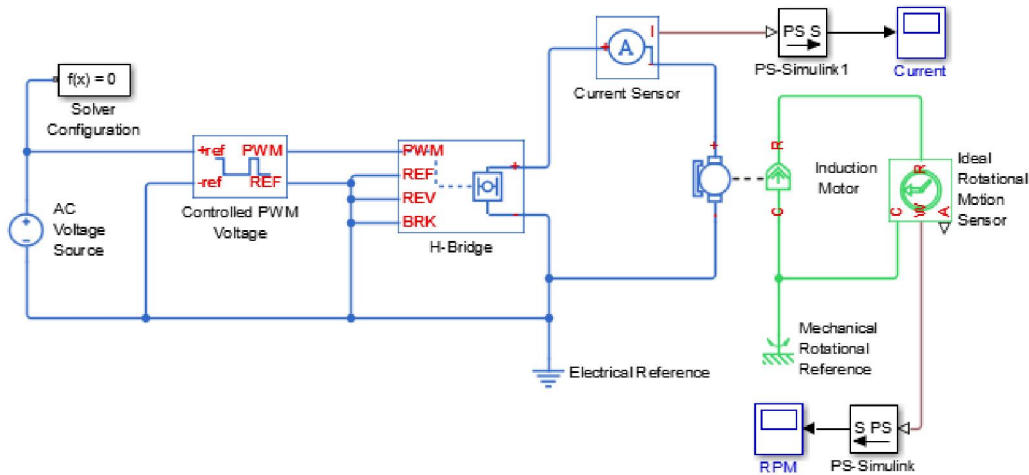 f(x) = 0
Solver
Configuration
AC
Voltage
Source
+ref PWM
-ref REF
Controlled PWM
Voltage
PWM
REF
REV
BRK
+
-
H-Bridge
+
A
I
-
Current Sensor
PS S
PS-Simulink1
Current
+
-
R
C
Induction
Motor
R
C
W
A
Ideal
Rotational
Motion
Sensor
Mechanical
Rotational
Reference
Electrical Reference
RPM
S PS
PS-Simulink